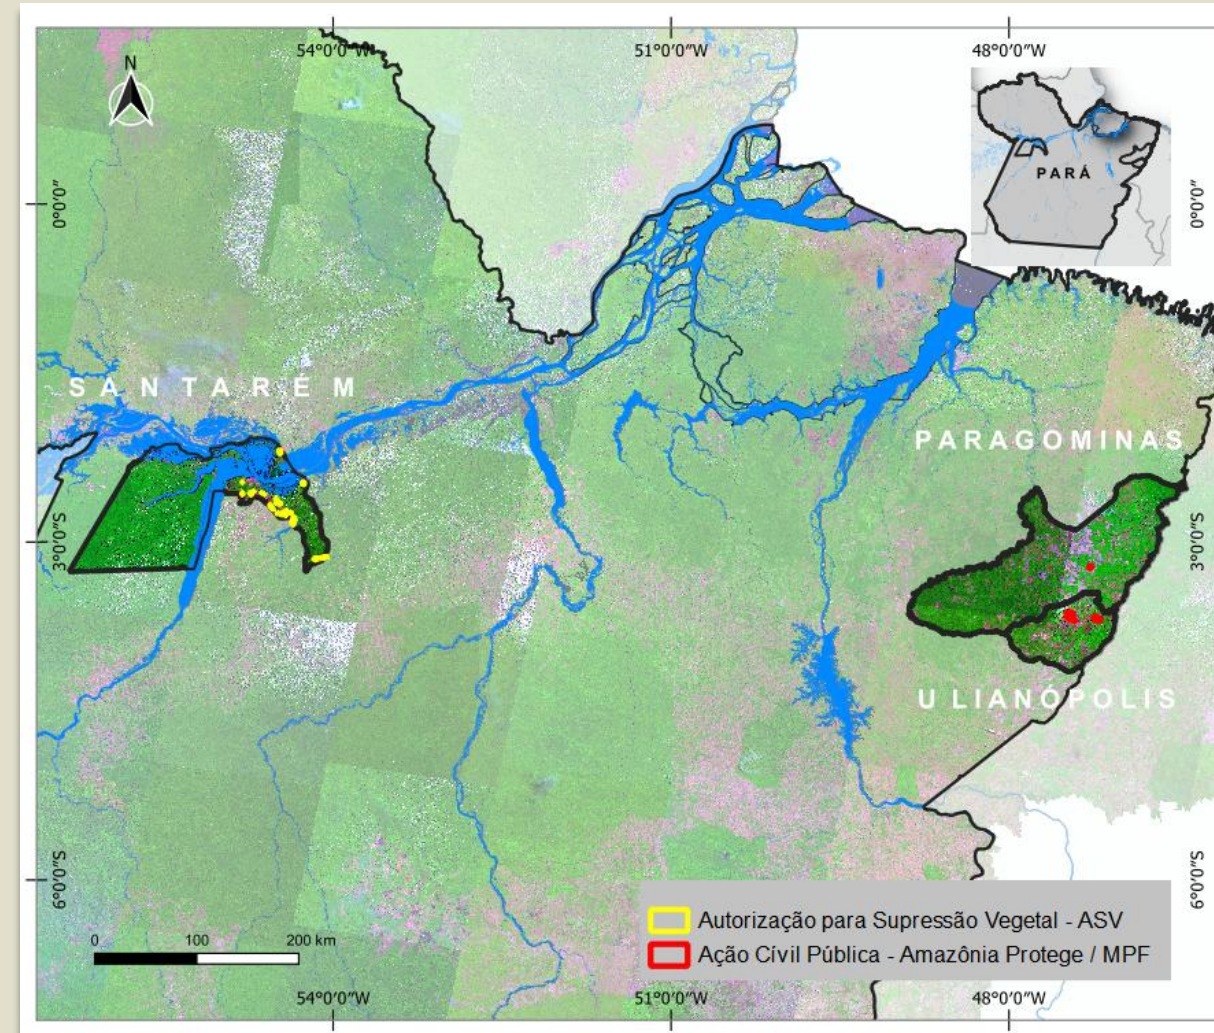 54°0'0"W 51°0'0"W 48°0'0"W
N
PARÁ
0°0'0" 0°0'0"
SANTARÉM
PARAGOMINAS
3°0'0"S 3°0'0"S
ULIANÓPOLIS
6°0'0"S 6°0'0"S
Autorização para Supressão Vegetal - ASV
Ação Cívil Pública - Amazônia Protege / MPF
0 100 200 km
54°0'0"W 51°0'0"W 48°0'0"W